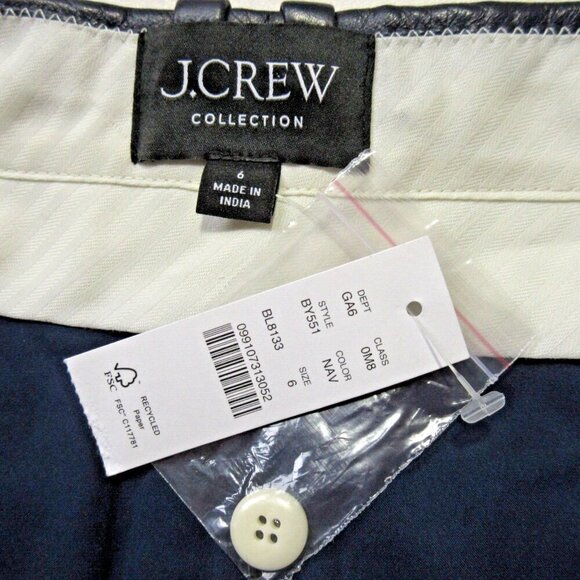 J.CREW
COLLECTION
6
MADE IN
INDIA
DEPT
GA6
CLASS
0M8
STYLE
BY551
COLOR
NAV
SIZE
6
BL8133
099107313052
FSC
RECYCLED
Paper
FSC® C117781